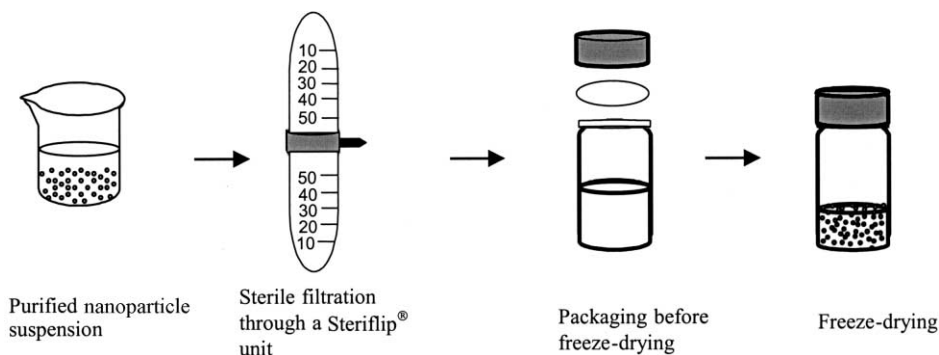 10
20
30
40
50
50
40
30
20
10
Purified nanoparticle
suspension
Sterile filtration
through a Steriflip®
unit
Packaging before
freeze-drying
Freeze-drying